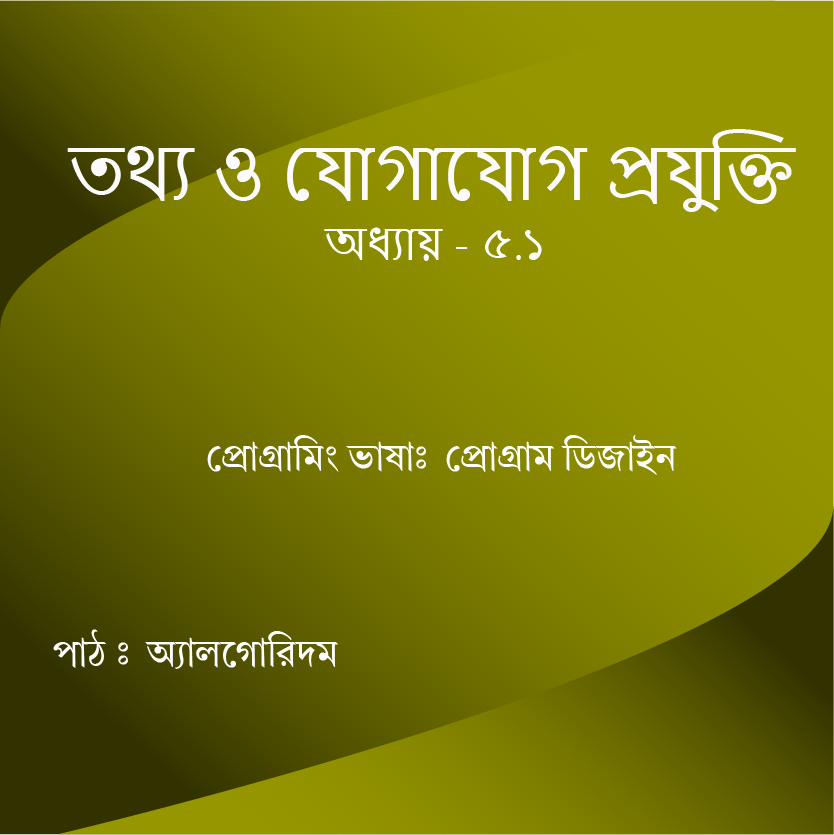 তথ্য ও যোগাযোগ প্রযুক্তি
অধ্যায় - ৫.১
প্রোগ্রামিং ভাষাঃ প্রোগ্রাম ডিজাইন
পাঠ ঃ অ্যালগোরিদম